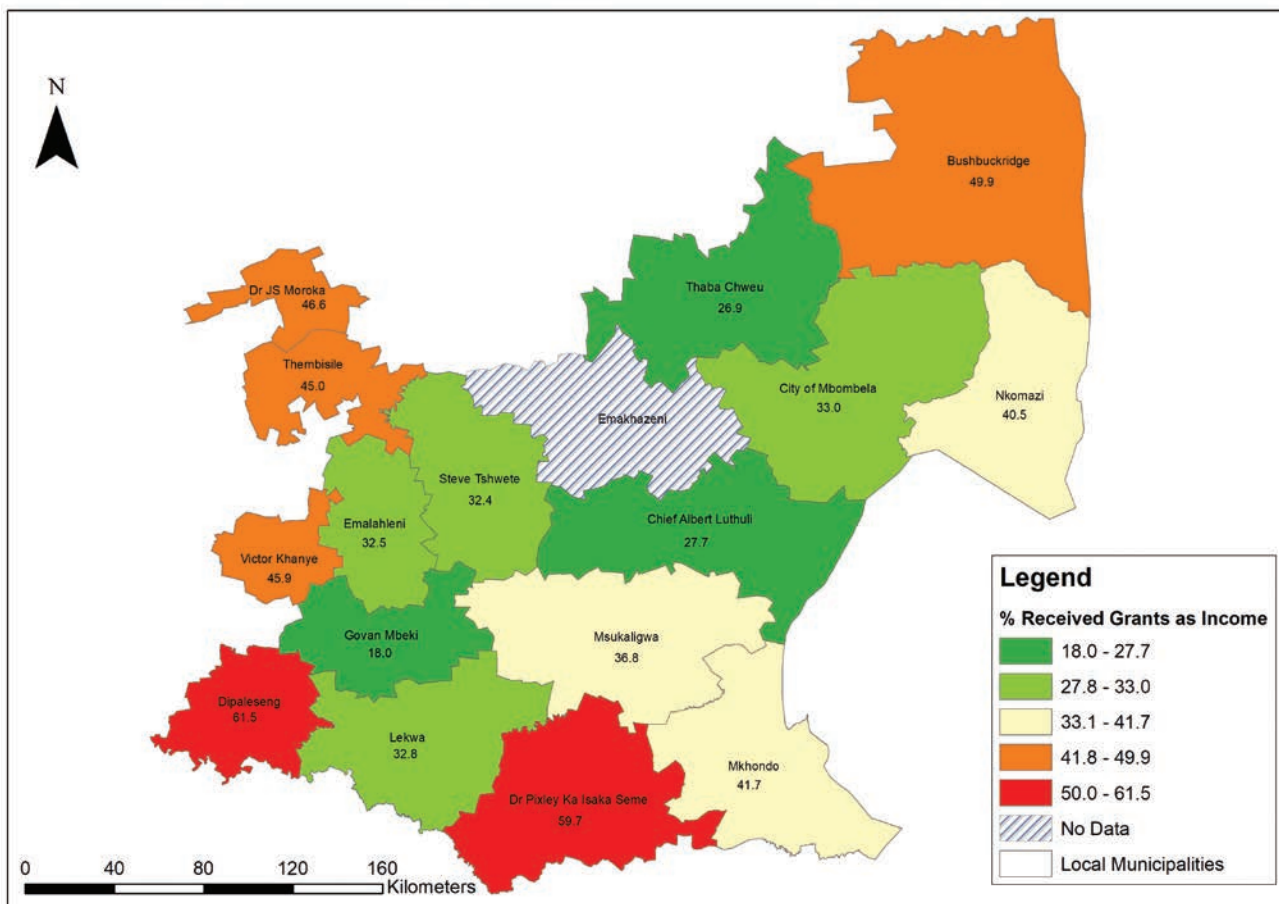 N
Bushbuckridge
49.9
Thaba Chweu
26.9
Dr JS Moroka
46.6
Thembisile
45.0
City of Mbombela
33.0
Nkomazi
40.5
Emakhazeni
Steve Tshwete
32.4
Emalahleni
32.5
Chief Albert Luthuli
27.7
Victor Khanye
45.9
Govan Mbeki
18.0
Msukaligwa
36.8
Dipaleseng
61.5
Lekwa
32.8
Mkhondo
41.7
Dr Pixley Ka Isaka Seme
59.7
Legend
% Received Grants as Income
18.0 - 27.7
27.8 - 33.0
33.1 - 41.7
41.8 - 49.9
50.0 - 61.5
No Data
Local Municipalities
0 40 80 120 160
Kilometers